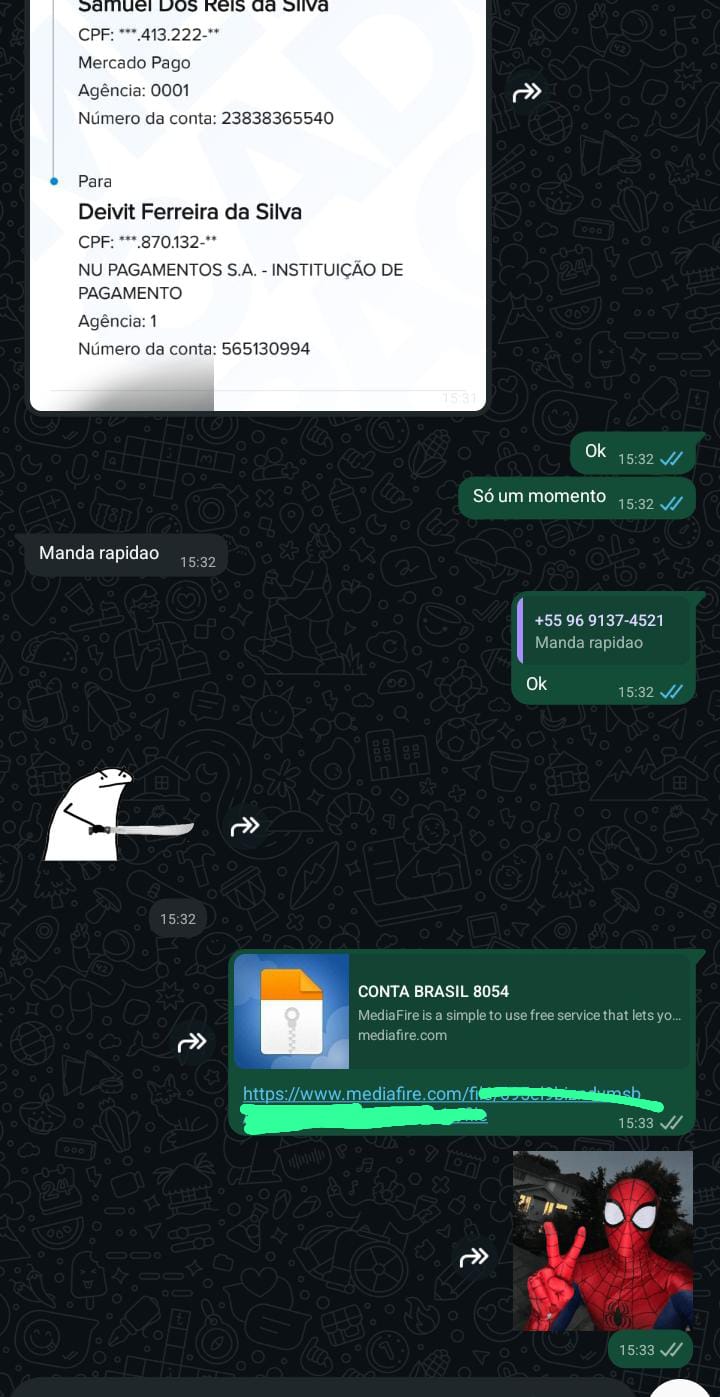 Samuel Dos Reis da Silva
CPF: ***.413.222-**
Mercado Pago
Agência: 0001
Número da conta: 23838365540
Para
Deivit Ferreira da Silva
CPF: ***.870.132-**
NU PAGAMENTOS S.A. - INSTITUIÇÃO DE
PAGAMENTO
Agência: 1
Número da conta: 565130994
15:31
Ok 15:32
Só um momento 15:32
Manda rapidao 15:32
+55 96 9137-4521
Manda rapidao
Ok 15:32
15:32
CONTA BRASIL 8054
MediaFire is a simple to use free service that lets yo...
mediafire.com
https://www.mediafire.com/fil
15:33
15:33